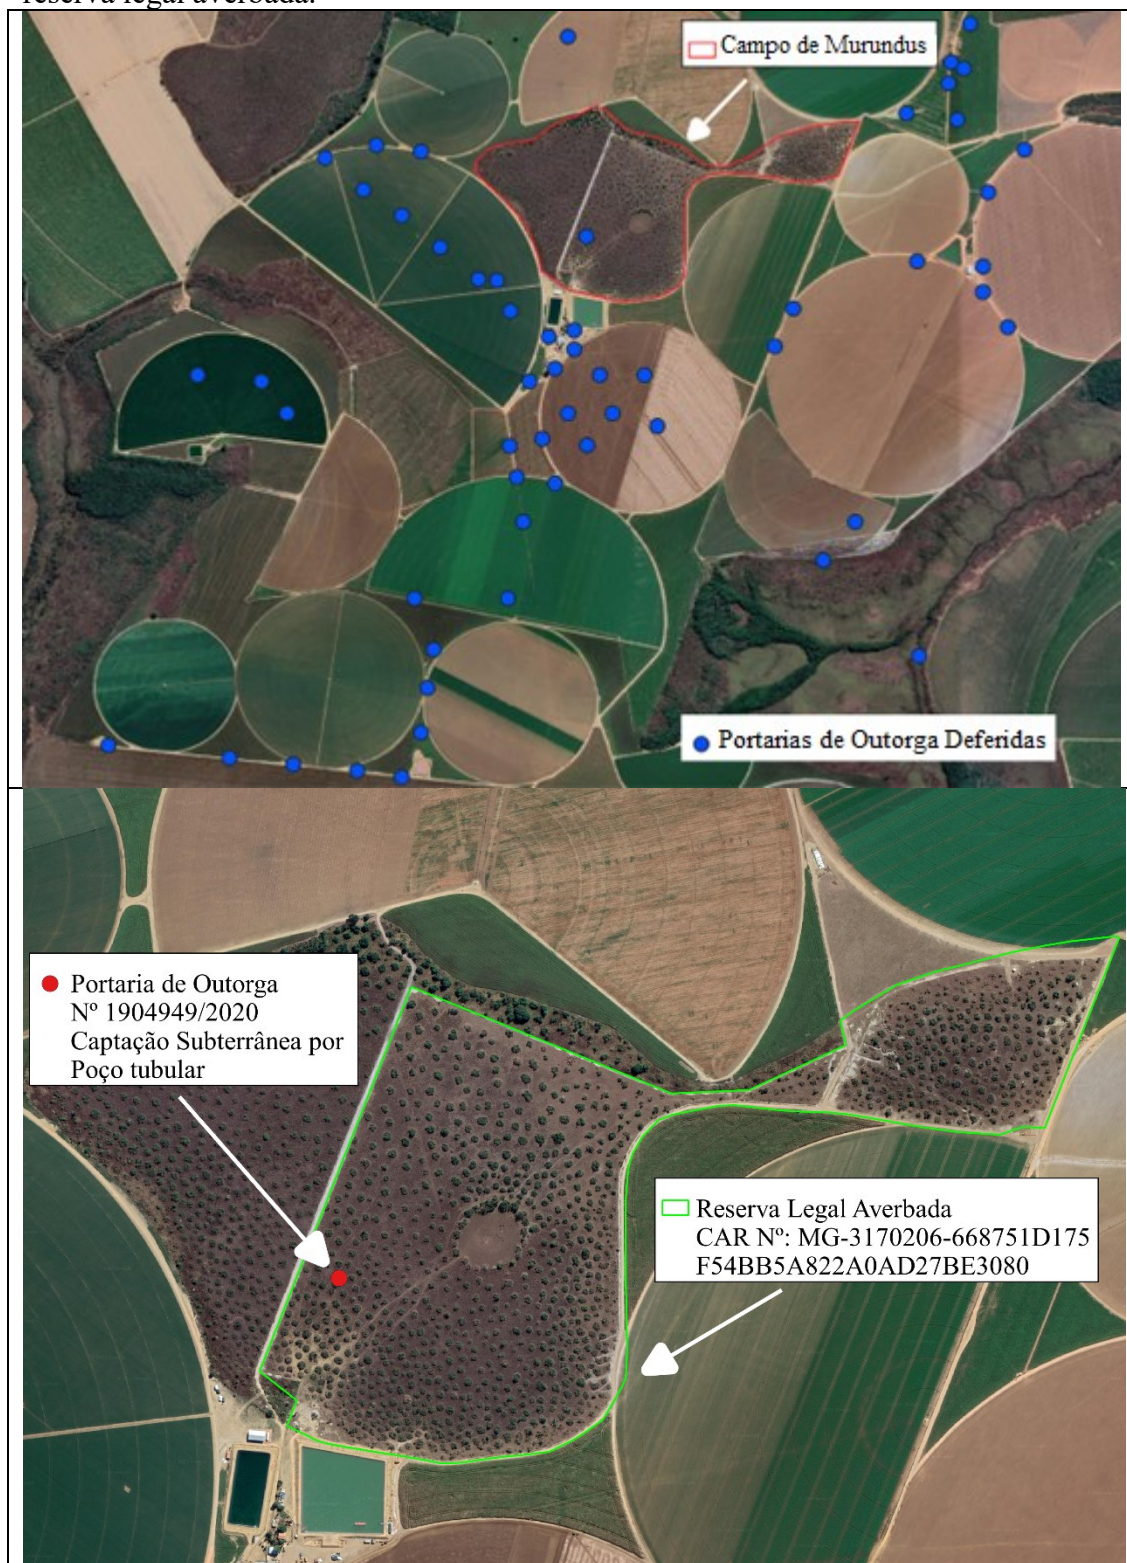 reserva legal averbada.
Campo de Murundus
Portarias de Outorga Deferidas
Portaria de Outorga
Nº 1904949/2020
Captação Subterrânea por
Poço tubular
Reserva Legal Averbada
CAR Nº: MG-3170206-668751D175
F54BB5A822A0AD27BE3080